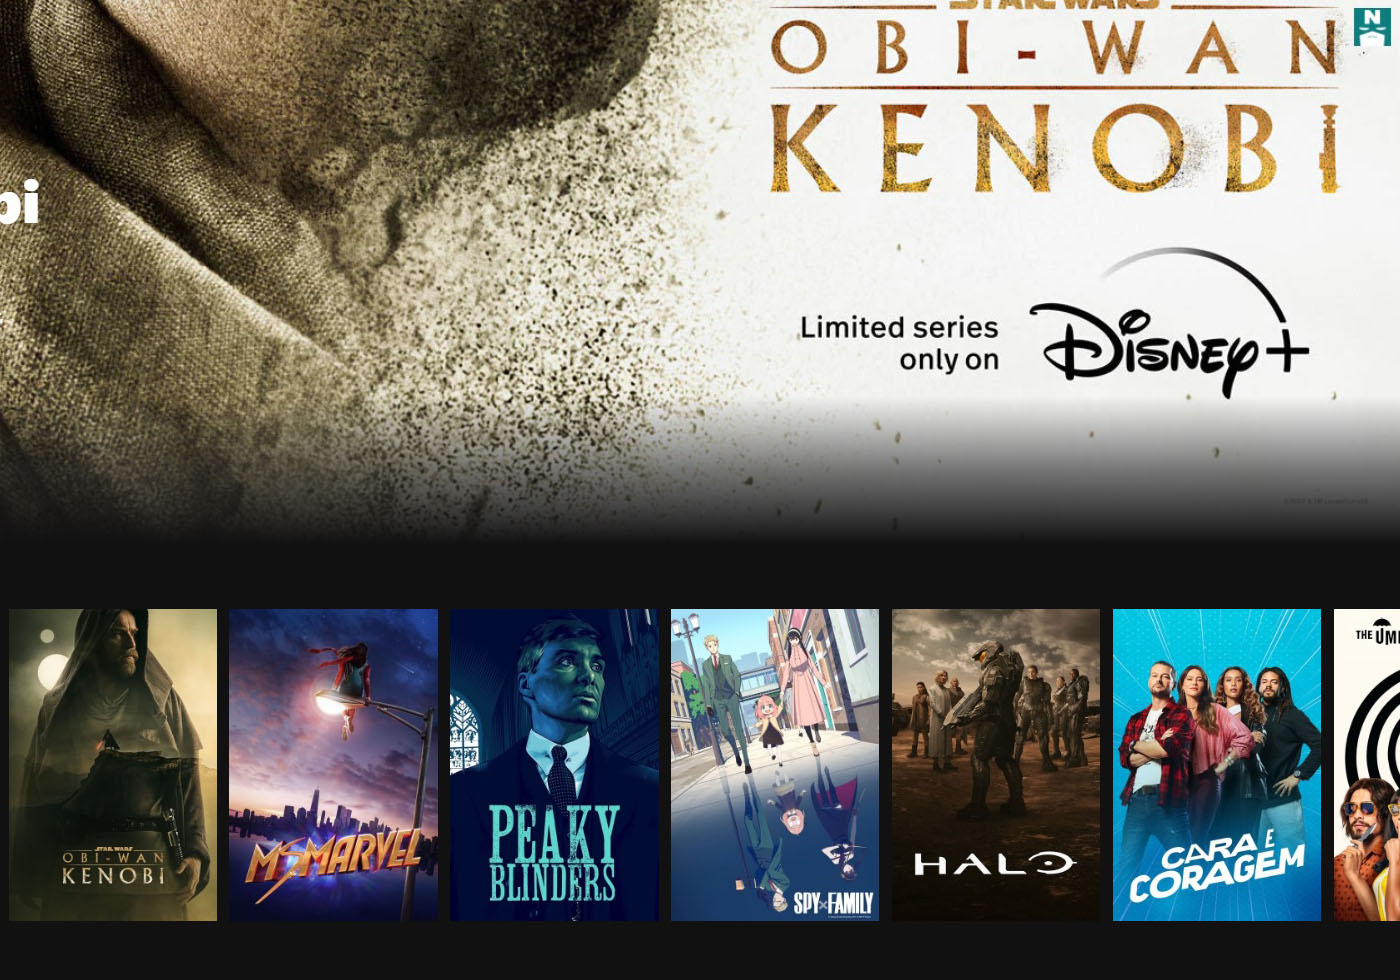 STAR WARS
OBI-WAN
KENOBI
N
bi
Limited series
only on
Disney+
STAR WARS
OBI-WAN
KENOBI
MS MARVEL
PEAKY
BLINDERS
SPY×FAMILY
HALO
CARA E
CORAGEM
THE UM